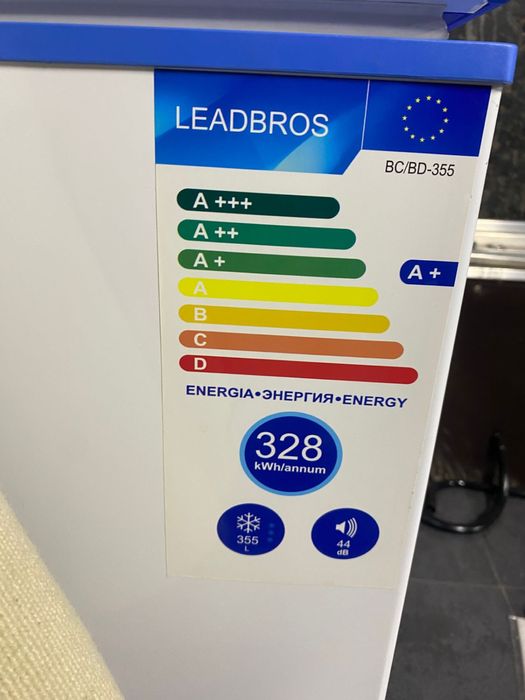 LEADBROS
BC/BD-355
A +++
A ++
A +
A +
A
B
C
D
ENERGIA•ЭНЕРГИЯ•ENERGY
328
kWh/annum
355
L
44
dB